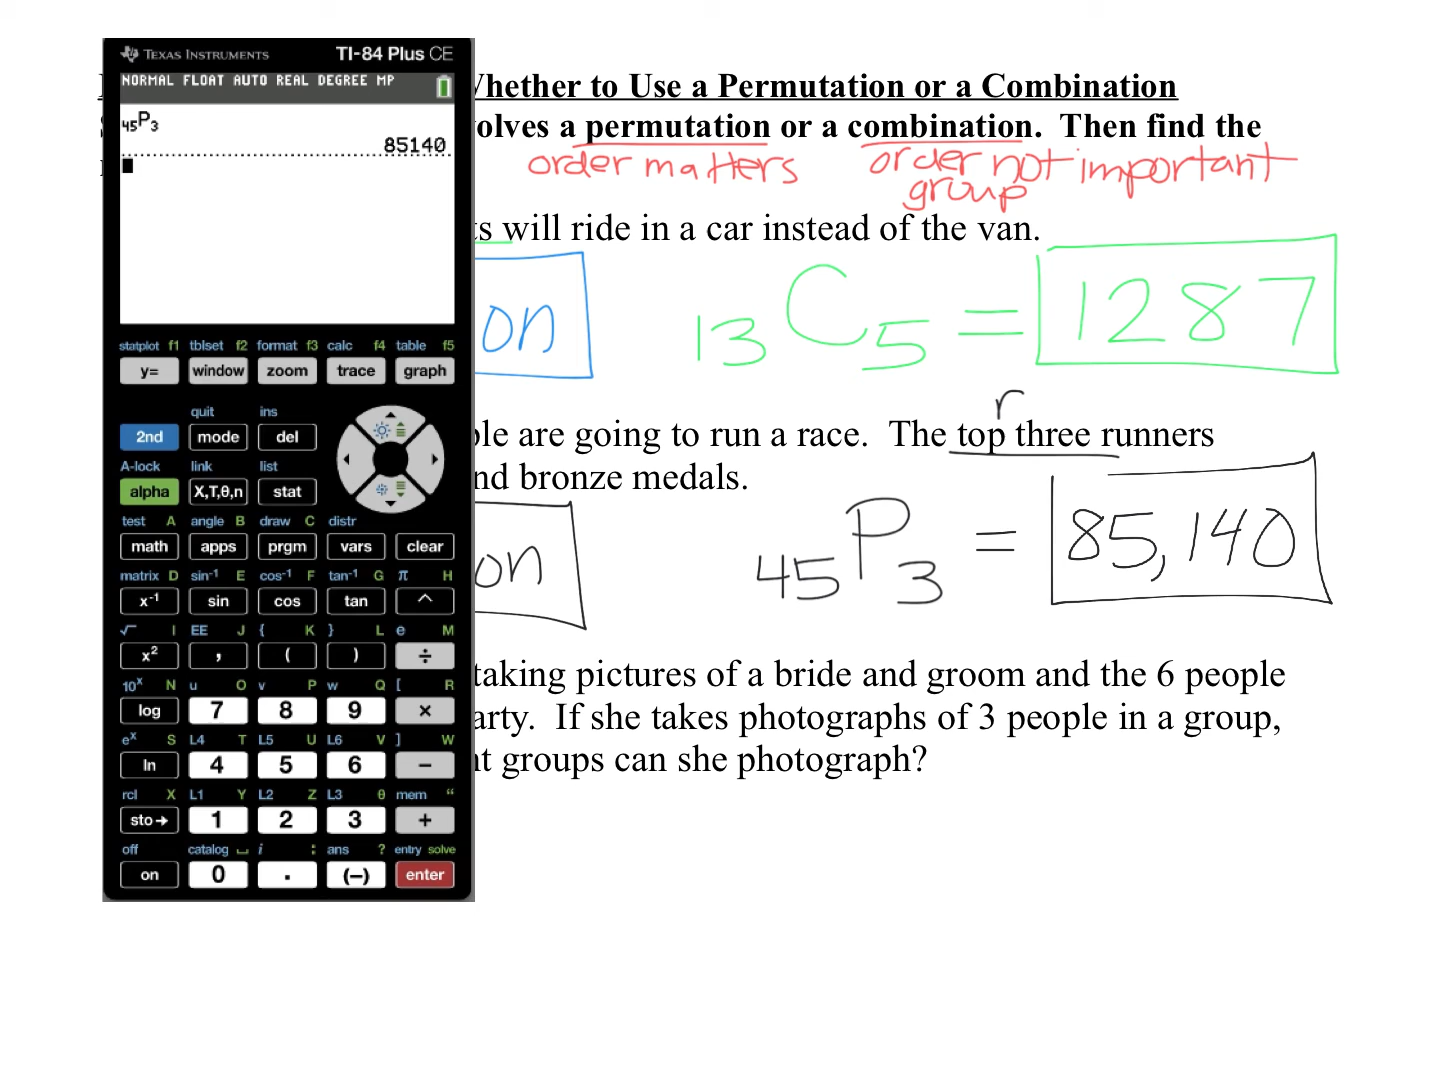 TEXAS INSTRUMENTS TI-84 Plus CE
NORMAL FLOAT AUTO REAL DEGREE MP
Whether to Use a Permutation or a Combination
45P3
volves a permutation or a combination. Then find the
85140
order matters order not important
group
ts will ride in a car instead of the van.
on 13C5 = 1287
r
ple are going to run a race. The top three runners
nd bronze medals.
on 45P3 = 85,140
taking pictures of a bride and groom and the 6 people
arty. If she takes photographs of 3 people in a group,
nt groups can she photograph?
statplot f1 tblset f2 format f3 calc f4 table f5
y= window zoom trace graph
quit ins
2nd mode del
A-lock link list
alpha X,T,θ,n stat
test A angle B draw C distr
math apps prgm vars clear
matrix D sin-1 E cos-1 F tan-1 G π H
x-1 sin cos tan ^
√ I EE J { K } L e M
x2 , ( ) ÷
10x N u O v P w Q [ R
log 7 8 9 ×
ex S L4 T L5 U L6 V ] W
ln 4 5 6 −
rcl X L1 Y L2 Z L3 θ mem "
sto→ 1 2 3 +
off catalog ⎵ i : ans ? entry solve
on 0 . (−) enter